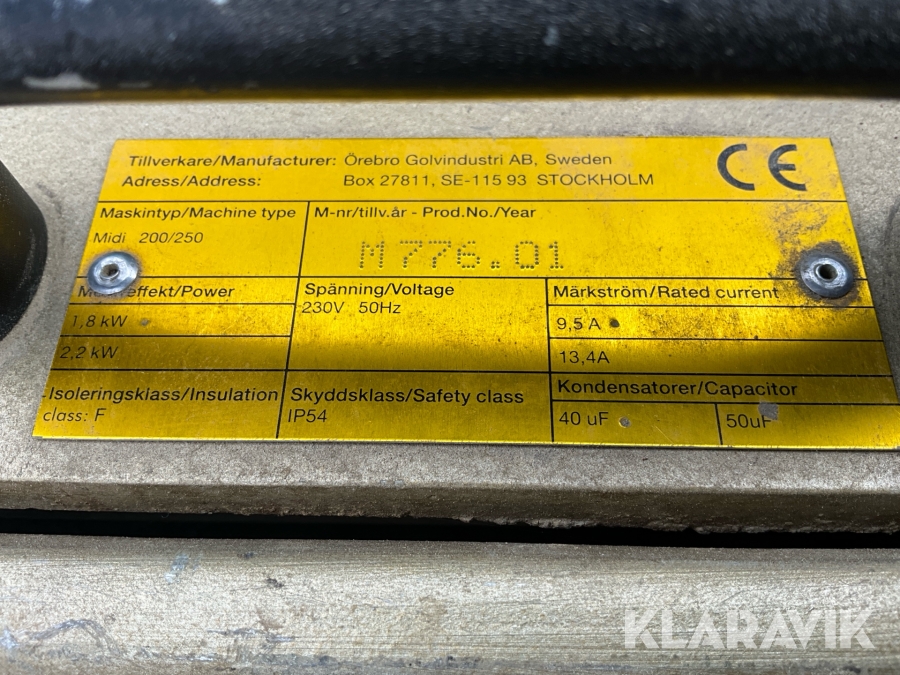 Tillverkare/Manufacturer: Örebro Golvindustri AB, Sweden
Adress/Address: Box 27811, SE-115 93 STOCKHOLM
CE
Maskintyp/Machine type
Midi 200/250
M-nr/tillv.år - Prod.No./Year
M776.01
effekt/Power
1,8 kW
2,2 kW
Spänning/Voltage
230V 50Hz
Märkström/Rated current
9,5 A
13,4A
Isoleringsklass/Insulation
class: F
Skyddsklass/Safety class
IP54
Kondensatorer/Capacitor
40 uF
50uF
KLARAVIK